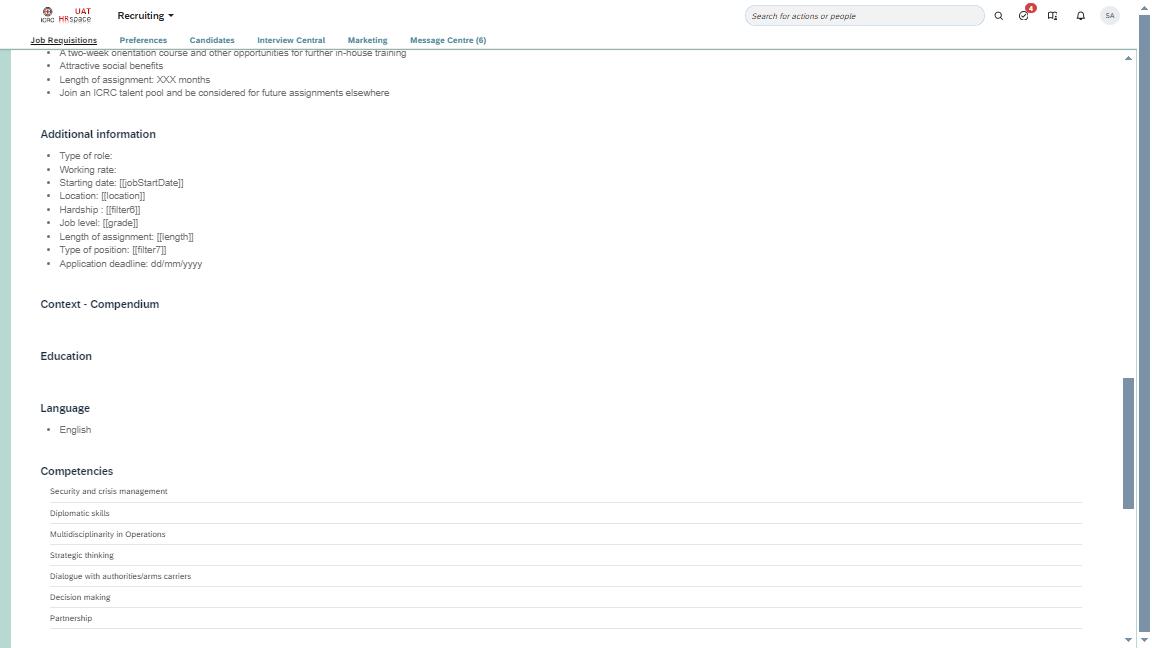 ICRC
UAT
HRspace
Recruiting
Search for actions or people
4
SA
Job Requisitions
Preferences
Candidates
Interview Central
Marketing
Message Centre (6)
A two-week orientation course and other opportunities for further in-house training
Attractive social benefits
Length of assignment: XXX months
Join an ICRC talent pool and be considered for future assignments elsewhere
Additional information
Type of role:
Working rate:
Starting date: [[jobStartDate]]
Location: [[location]]
Hardship : [[filter6]]
Job level: [[grade]]
Length of assignment: [[length]]
Type of position: [[filter7]]
Application deadline: dd/mm/yyyy
Context - Compendium
Education
Language
English
Competencies
Security and crisis management
Diplomatic skills
Multidisciplinarity in Operations
Strategic thinking
Dialogue with authorities/arms carriers
Decision making
Partnership